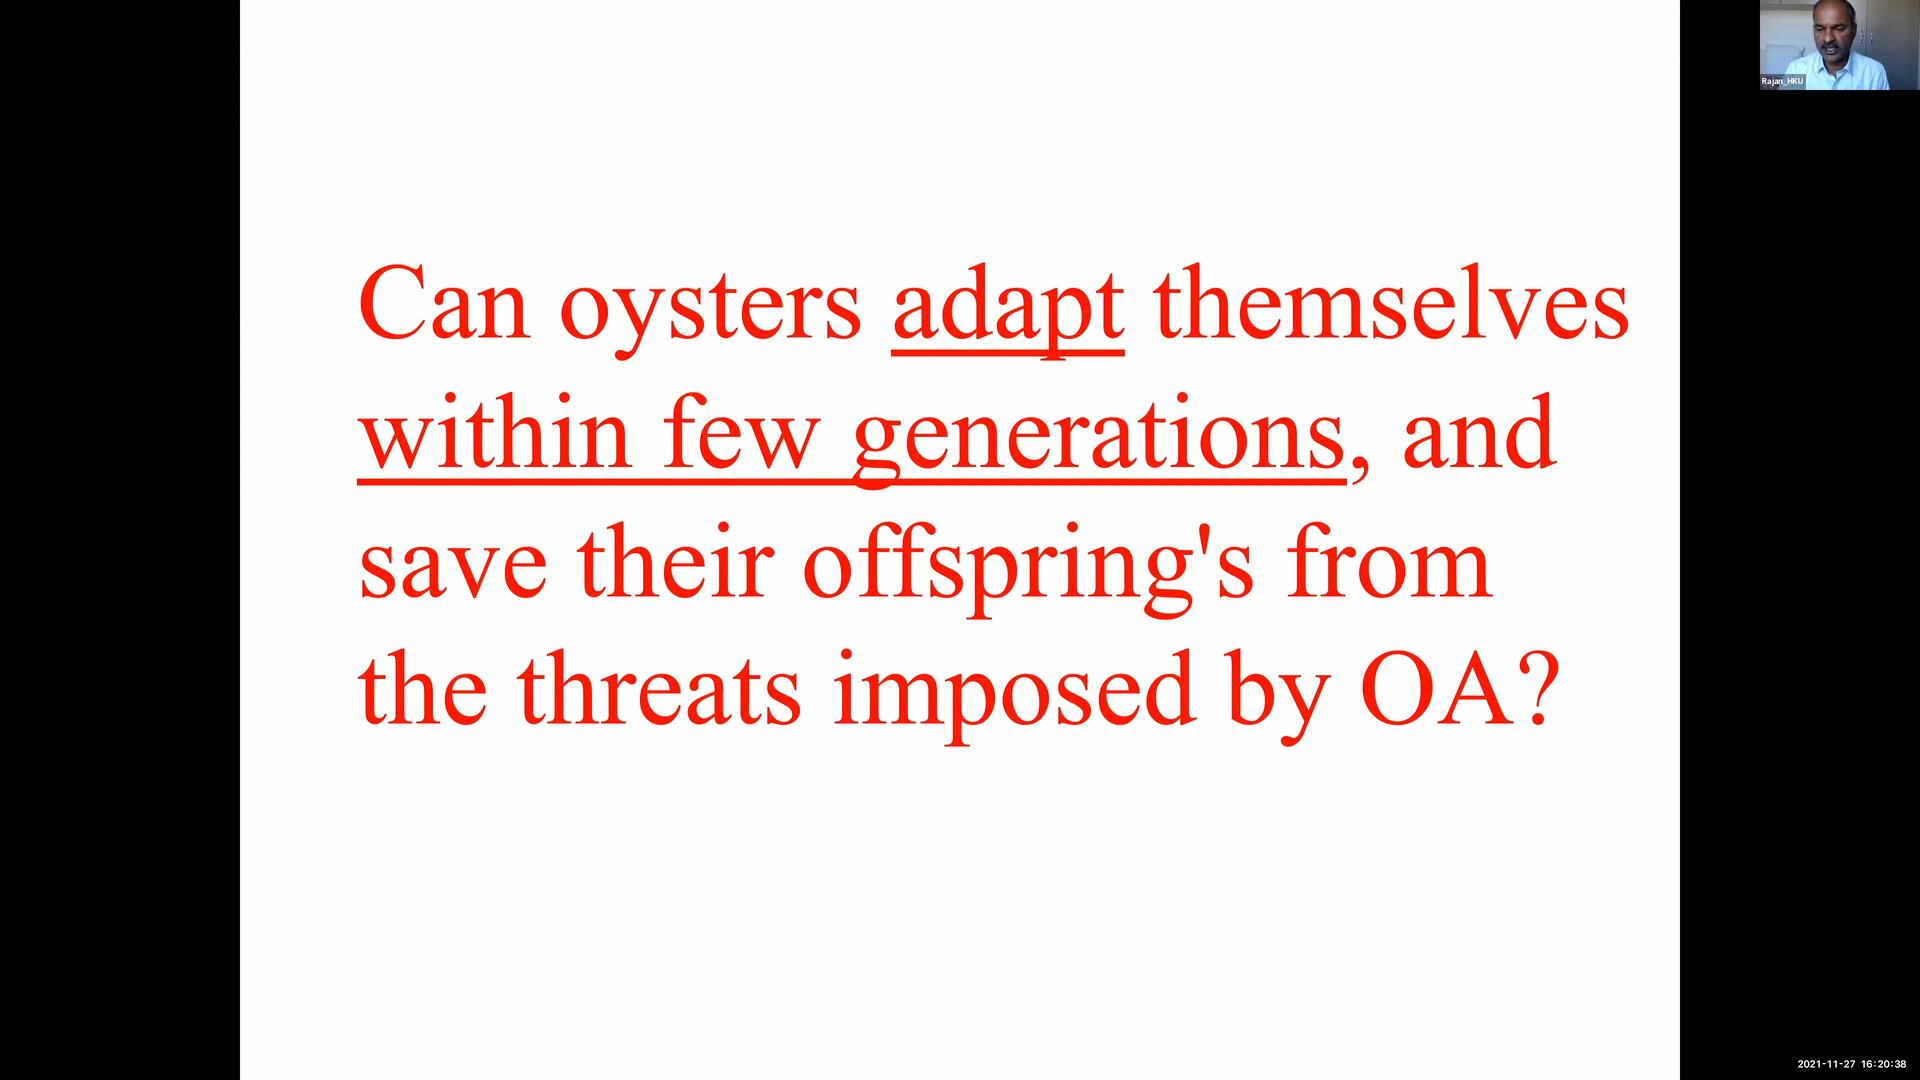 Can oysters adapt themselves
within few generations, and
save their offspring's from
the threats imposed by OA?
Rajan_HKU
2021-11-27 16:20:38